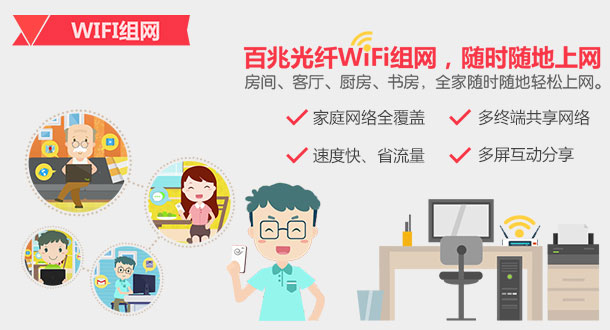 WIFI组网
百兆光纤WiFi组网，随时随地上网
房间、客厅、厨房、书房，全家随时随地轻松上网。
家庭网络全覆盖
多终端共享网络
速度快、省流量
多屏互动分享